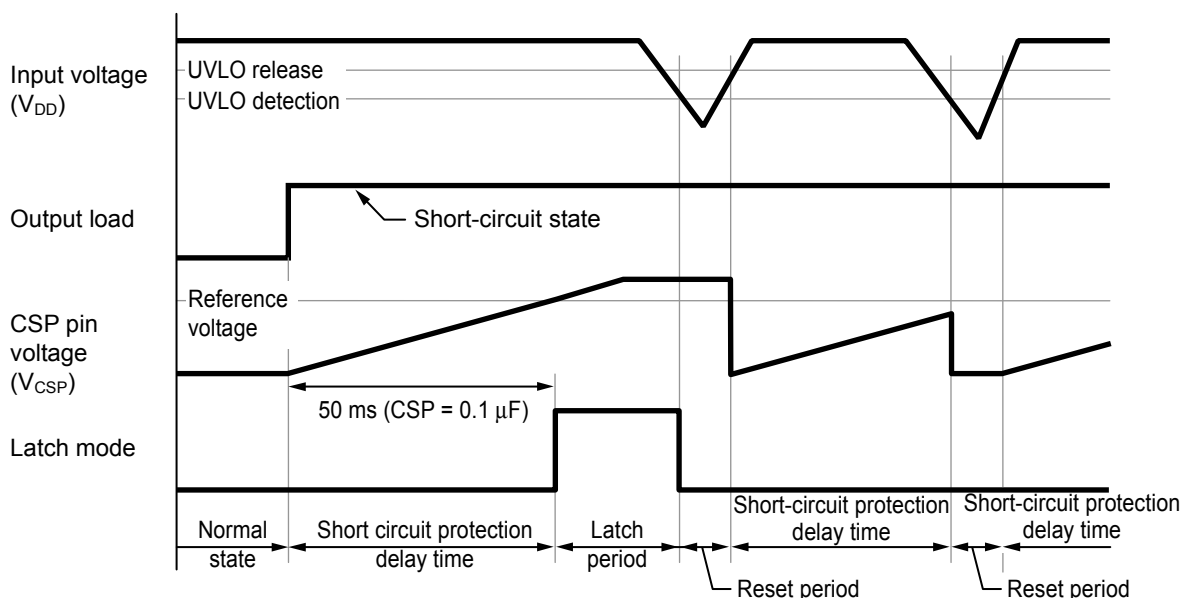 Input voltage
(VDD)
UVLO release
UVLO detection
Output load
Short-circuit state
Reference
voltage
CSP pin
voltage
(VCSP)
50 ms (CSP = 0.1 μF)
Latch mode
Normal
state
Short circuit protection
delay time
Latch
period
Reset period
Short-circuit protection
delay time
Reset period
Short-circuit protection
delay time